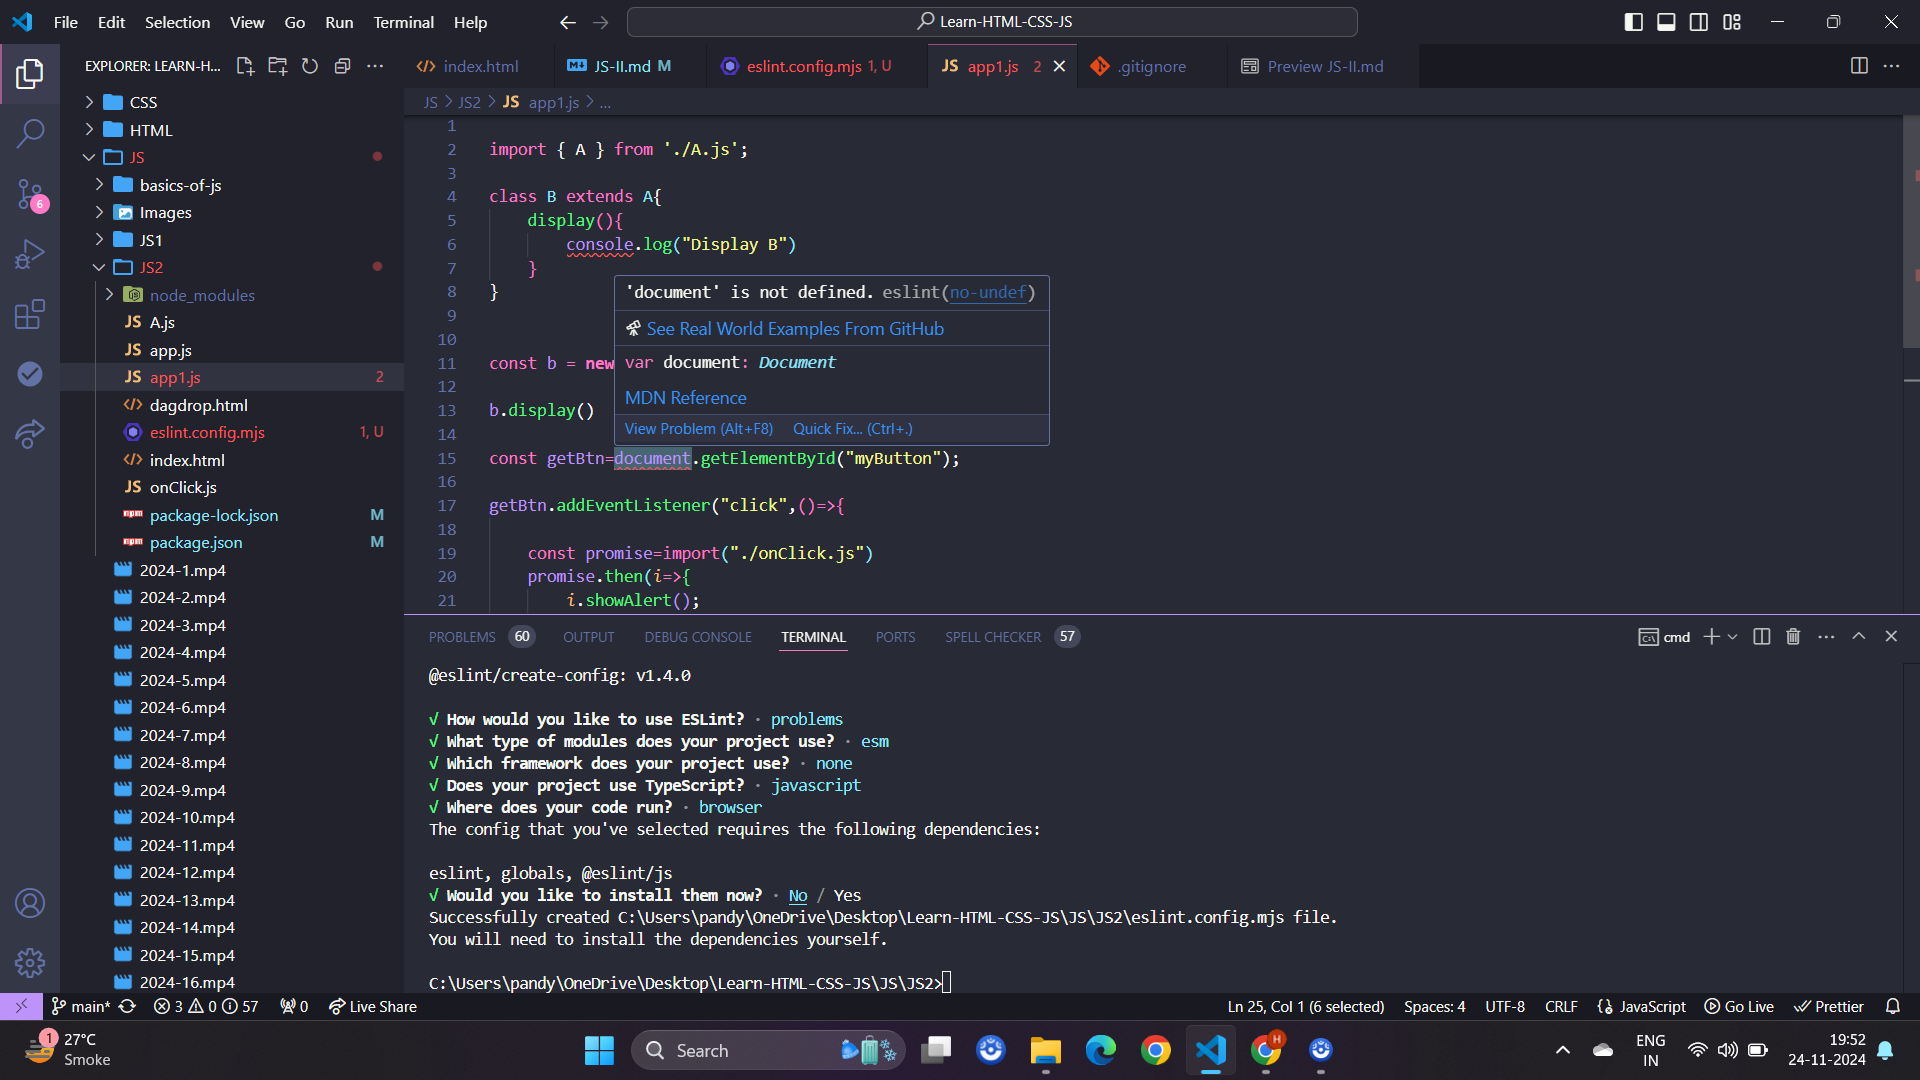 File Edit Selection View Go Run Terminal Help
Learn-HTML-CSS-JS
EXPLORER: LEARN-H...
index.html
JS-II.md M
eslint.config.mjs 1, U
JS app1.js 2
.gitignore
Preview JS-II.md
JS > JS2 > JS app1.js > ...
CSS
HTML
JS
basics-of-js
Images
JS1
JS2
node_modules
JS A.js
JS app.js
JS app1.js 2
dagdrop.html
eslint.config.mjs 1, U
index.html
JS onClick.js
package-lock.json M
package.json M
2024-1.mp4
2024-2.mp4
2024-3.mp4
2024-4.mp4
2024-5.mp4
2024-6.mp4
2024-7.mp4
2024-8.mp4
2024-9.mp4
2024-10.mp4
2024-11.mp4
2024-12.mp4
2024-13.mp4
2024-14.mp4
2024-15.mp4
2024-16.mp4
6
1
2 import { A } from './A.js';
3
4 class B extends A{
5 display(){
6 console.log("Display B")
7 }
8 }
9
10
11 const b = new
12
13 b.display()
14
15 const getBtn=document.getElementById("myButton");
16
17 getBtn.addEventListener("click",()=>{
18
19 const promise=import("./onClick.js")
20 promise.then(i=>{
21 i.showAlert();
'document' is not defined. eslint(no-undef)
See Real World Examples From GitHub
var document: Document
MDN Reference
View Problem (Alt+F8) Quick Fix... (Ctrl+.)
PROBLEMS 60 OUTPUT DEBUG CONSOLE TERMINAL PORTS SPELL CHECKER 57
cmd
@eslint/create-config: v1.4.0
√ How would you like to use ESLint? · problems
√ What type of modules does your project use? · esm
√ Which framework does your project use? · none
√ Does your project use TypeScript? · javascript
√ Where does your code run? · browser
The config that you've selected requires the following dependencies:
eslint, globals, @eslint/js
√ Would you like to install them now? · No / Yes
Successfully created C:\Users\pandy\OneDrive\Desktop\Learn-HTML-CSS-JS\JS\JS2\eslint.config.mjs file.
You will need to install the dependencies yourself.
C:\Users\pandy\OneDrive\Desktop\Learn-HTML-CSS-JS\JS\JS2>
main* 3 0 57 0 Live Share
Ln 25, Col 1 (6 selected) Spaces: 4 UTF-8 CRLF {} JavaScript Go Live Prettier
1
27°C
Smoke
Search
H
ENG
IN
19:52
24-11-2024